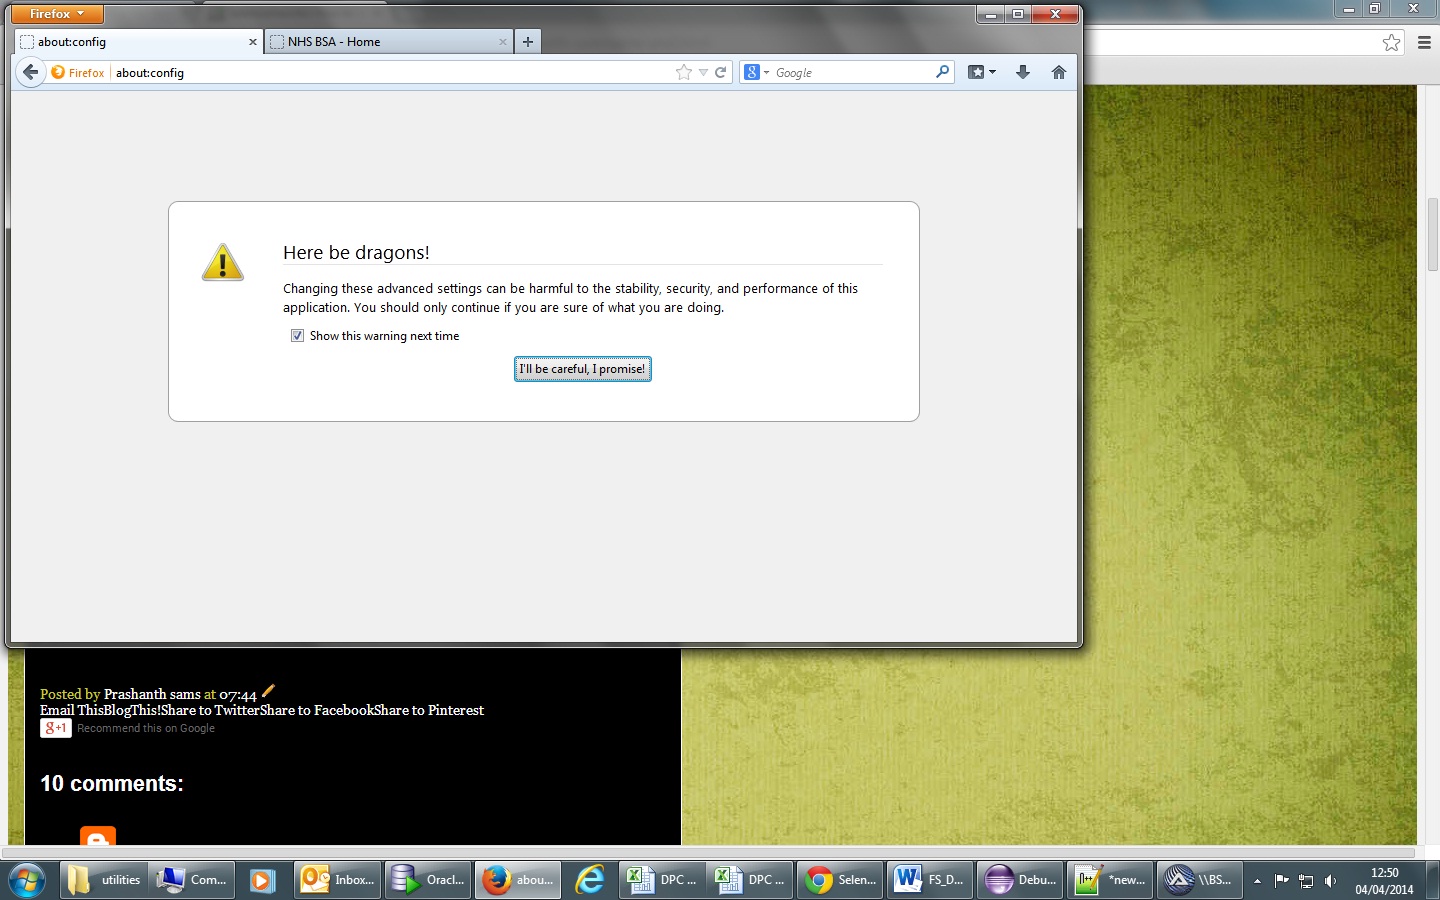 Firefox
about:config
NHS BSA - Home
Firefox
about:config
Google
Here be dragons!
Changing these advanced settings can be harmful to the stability, security, and performance of this
application. You should only continue if you are sure of what you are doing.
Show this warning next time
I'll be careful, I promise!
Posted by Prashanth sams at 07:44
Email ThisBlogThis!Share to TwitterShare to FacebookShare to Pinterest
g+1 Recommend this on Google
10 comments:
utilities
Com...
Inbox...
Oracl...
abou...
DPC ...
DPC ...
Selen...
FS_D...
Debu...
*new...
\\BS...
12:50
04/04/2014